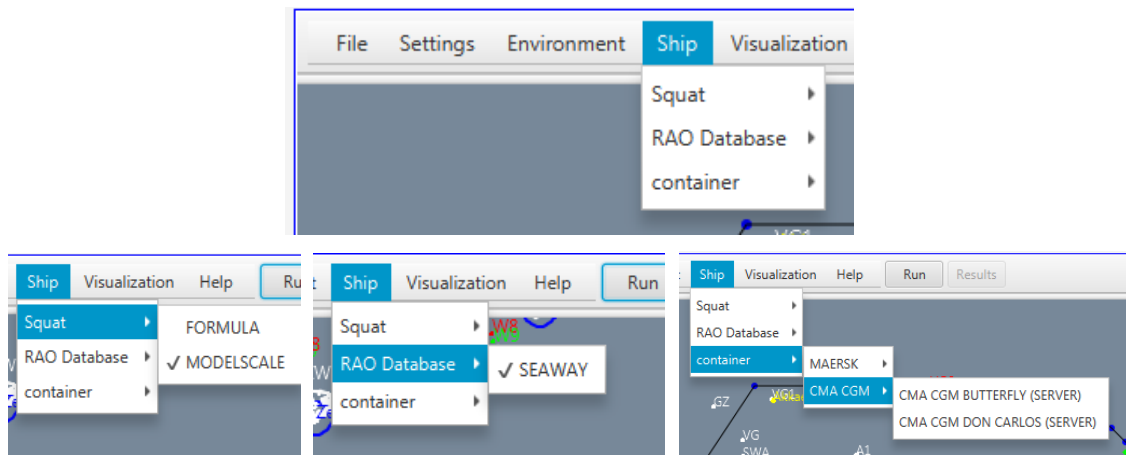 File Settings Environment Ship Visualization
Squat
RAO Database
container
VG1
Ship Visualization Help Ru
Squat FORMULA
RAO Database ✓ MODELSCALE
container
t Ship Visualization Help Run
Squat W8
RAO Database ✓ SEAWAY
container
: Ship Visualization Help Run Results
Squat
RAO Database
container MAERSK
CMA CGM CMA CGM BUTTERFLY (SERVER)
CMA CGM DON CARLOS (SERVER)
GZ VG1
VG
SWA A1